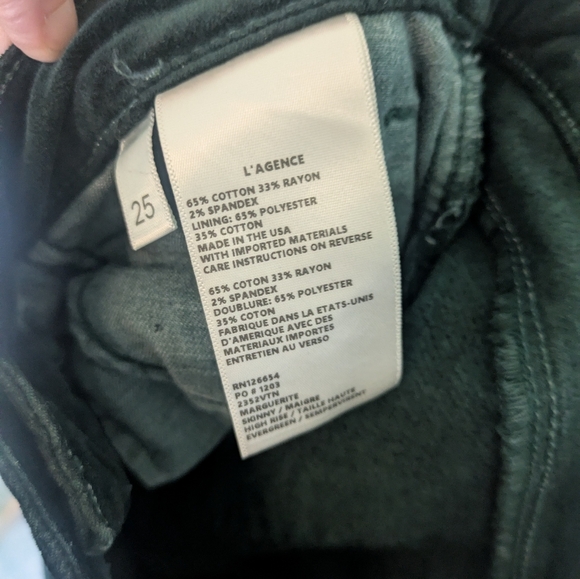 25
L'AGENCE
65% COTTON 33% RAYON
2% SPANDEX
LINING: 65% POLYESTER
35% COTTON
MADE IN THE USA
WITH IMPORTED MATERIALS
CARE INSTRUCTIONS ON REVERSE
65% COTON 33% RAYON
2% SPANDEX
DOUBLURE: 65% POLYESTER
35% COTON
FABRIQUE DANS LA ETATS-UNIS
D'AMERIQUE AVEC DES
MATERIAUX IMPORTES
ENTRETIEN AU VERSO
RN126654
PO # 1203
2352VTN
MARGUERITE
SIGNNY / MAIGRE
HIGH RISE / TAILLE HAUTE
EVERGREEN / SEMPERVIRENT